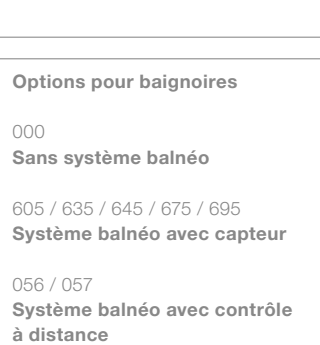 Options pour baignoires
000
Sans système balnéo
605 / 635 / 645 / 675 / 695
Système balnéo avec capteur
056 / 057
Système balnéo avec contrôle
à distance